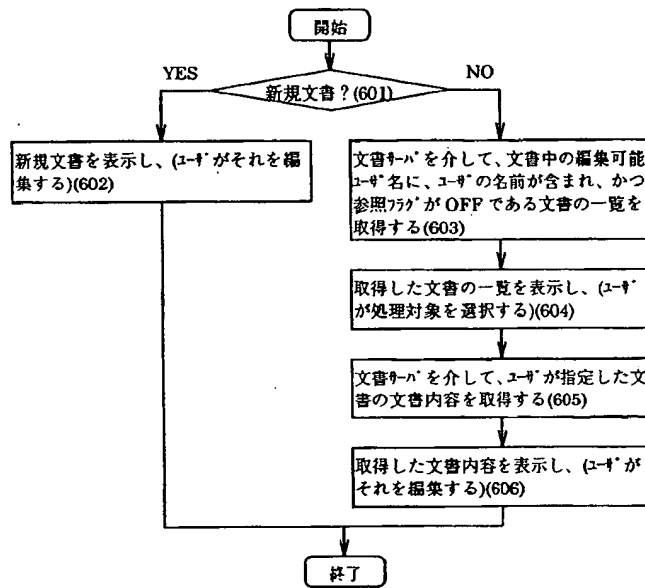 開始
YES
NO
新規文書?(601)
新規文書を表示し、(ﾕｰｻﾞがそれを編
集する)(602)
文書ｻｰﾊﾞを介して、文書中の編集可能
ﾕｰｻﾞ名に、ﾕｰｻﾞの名前が含まれ、かつ
参照ﾌﾗｸﾞがOFFである文書の一覧を
取得する(603)
取得した文書の一覧を表示し、(ﾕｰｻﾞ
が処理対象を選択する)(604)
文書ｻｰﾊﾞを介して、ﾕｰｻﾞが指定した文
書の文書内容を取得する(605)
取得した文書内容を表示し、(ﾕｰｻﾞが
それを編集する)(606)
終了